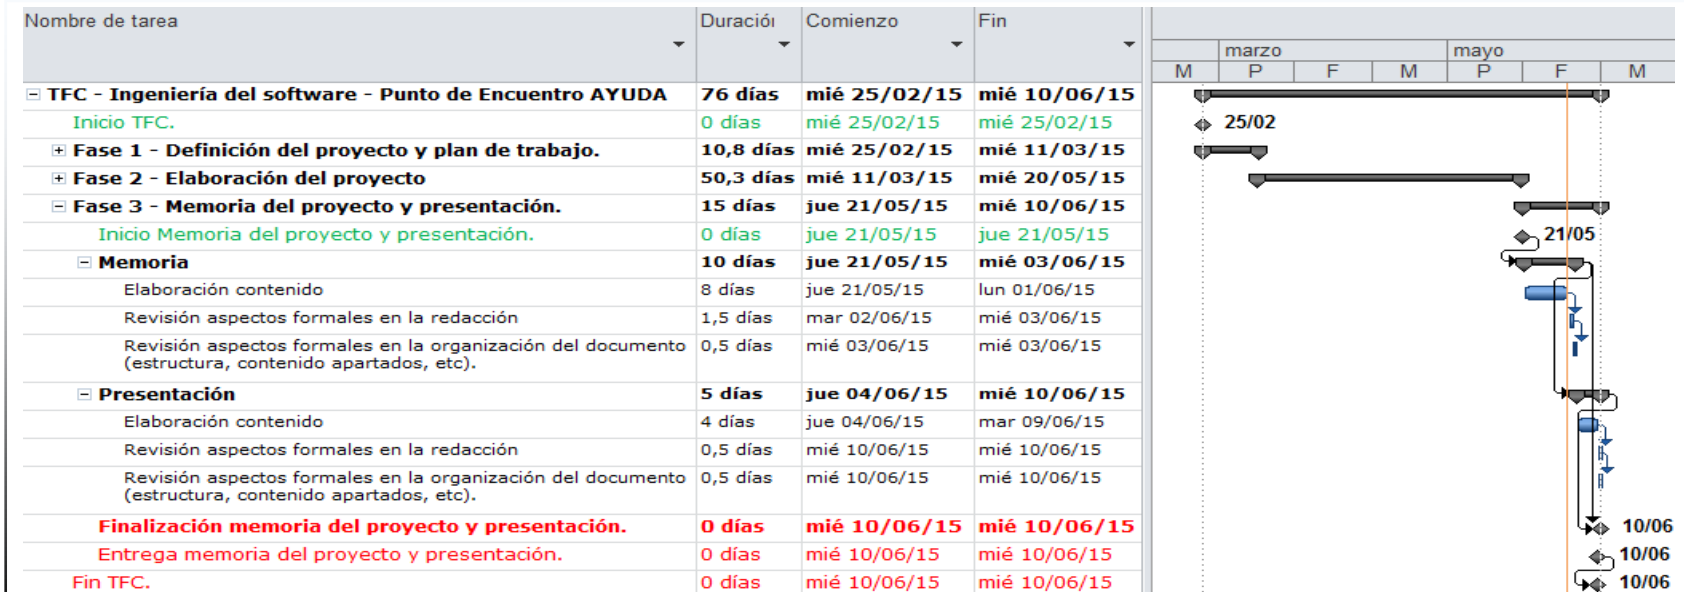 Nombre de tarea Duración Comienzo Fin
marzo mayo
M P F M P F M
TFC - Ingeniería del software - Punto de Encuentro AYUDA 76 días mié 25/02/15 mié 10/06/15
Inicio TFC. 0 días mié 25/02/15 mié 25/02/15 25/02
Fase 1 - Definición del proyecto y plan de trabajo. 10,8 días mié 25/02/15 mié 11/03/15
Fase 2 - Elaboración del proyecto 50,3 días mié 11/03/15 mié 20/05/15
Fase 3 - Memoria del proyecto y presentación. 15 días jue 21/05/15 mié 10/06/15
Inicio Memoria del proyecto y presentación. 0 días jue 21/05/15 jue 21/05/15 21/05
Memoria 10 días jue 21/05/15 mié 03/06/15
Elaboración contenido 8 días jue 21/05/15 lun 01/06/15
Revisión aspectos formales en la redacción 1,5 días mar 02/06/15 mié 03/06/15
Revisión aspectos formales en la organización del documento 0,5 días mié 03/06/15 mié 03/06/15
(estructura, contenido apartados, etc).
Presentación 5 días jue 04/06/15 mié 10/06/15
Elaboración contenido 4 días jue 04/06/15 mar 09/06/15
Revisión aspectos formales en la redacción 0,5 días mié 10/06/15 mié 10/06/15
Revisión aspectos formales en la organización del documento 0,5 días mié 10/06/15 mié 10/06/15
(estructura, contenido apartados, etc).
Finalización memoria del proyecto y presentación. 0 días mié 10/06/15 mié 10/06/15 10/06
Entrega memoria del proyecto y presentación. 0 días mié 10/06/15 mié 10/06/15 10/06
Fin TFC. 0 días mié 10/06/15 mié 10/06/15 10/06